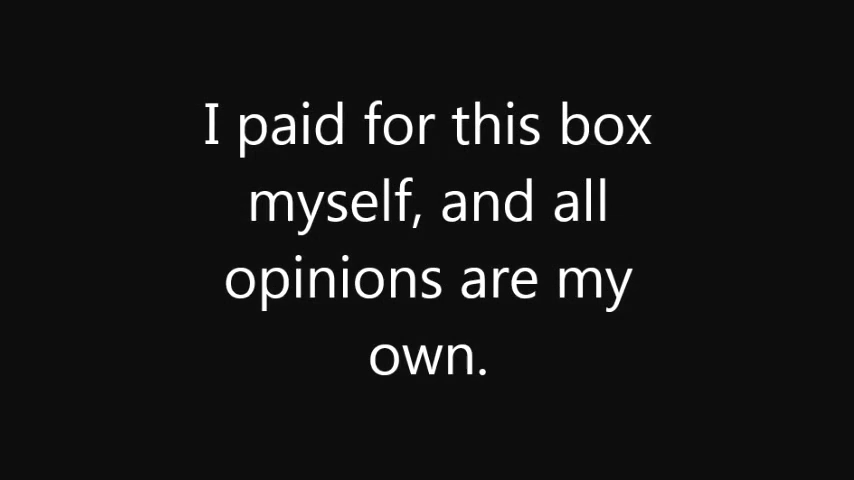 I paid for this box
myself, and all
opinions are my
own.